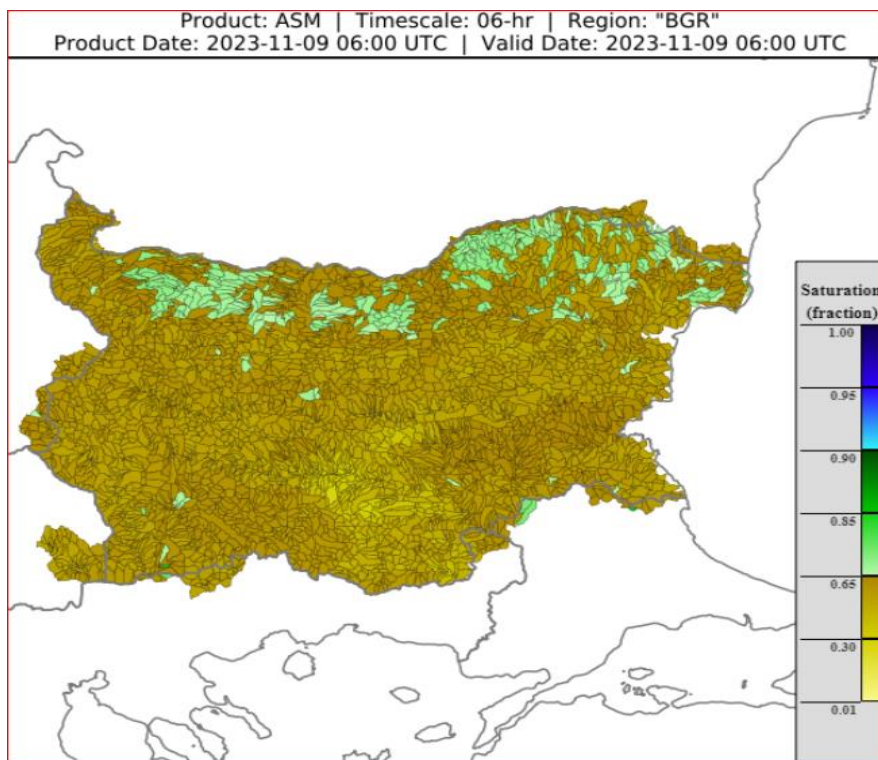 Product: ASM | Timescale: 06-hr | Region: "BGR"
Product Date: 2023-11-09 06:00 UTC | Valid Date: 2023-11-09 06:00 UTC
Saturation
(fraction)
1.00
0.95
0.90
0.85
0.65
0.30
0.01